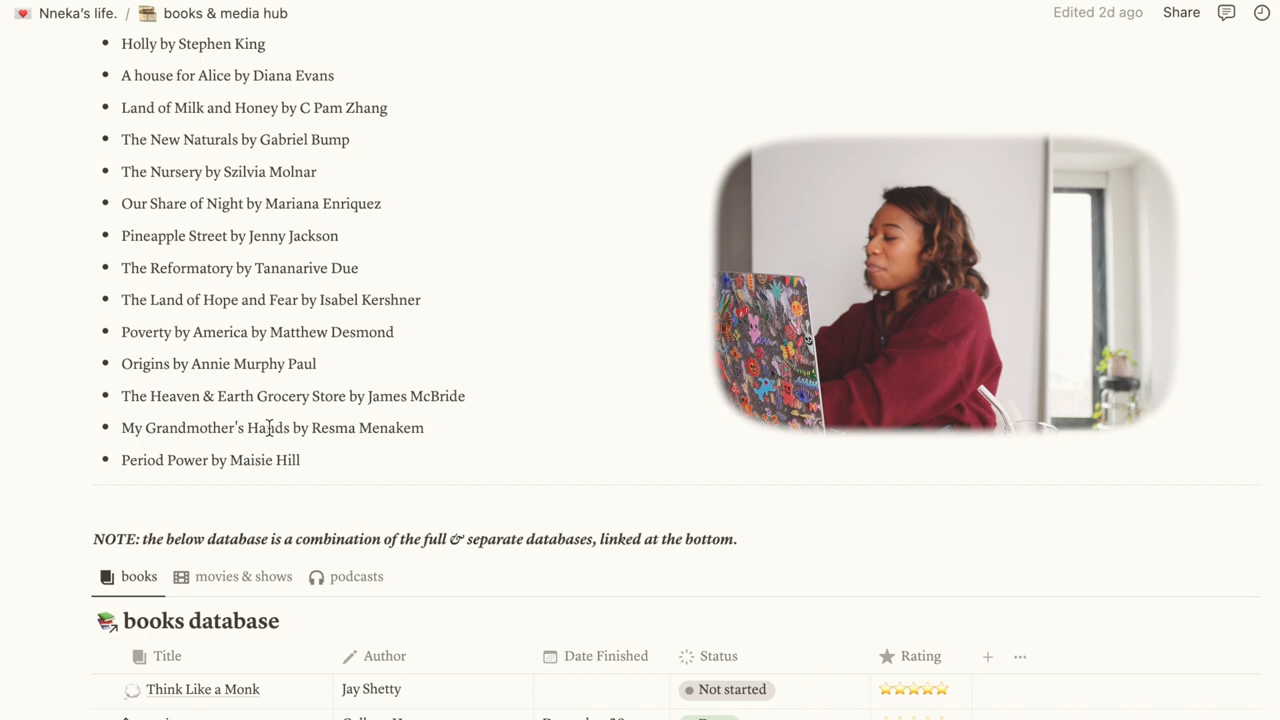 Nneka's life. / books & media hub
Edited 2d ago Share
Holly by Stephen King
A house for Alice by Diana Evans
Land of Milk and Honey by C Pam Zhang
The New Naturals by Gabriel Bump
The Nursery by Szilvia Molnar
Our Share of Night by Mariana Enriquez
Pineapple Street by Jenny Jackson
The Reformatory by Tananarive Due
The Land of Hope and Fear by Isabel Kershner
Poverty by America by Matthew Desmond
Origins by Annie Murphy Paul
The Heaven & Earth Grocery Store by James McBride
My Grandmother's Hands by Resma Menakem
Period Power by Maisie Hill
NOTE: the below database is a combination of the full & separate databases, linked at the bottom.
books movies & shows podcasts
books database
Title Author Date Finished Status Rating
Think Like a Monk Jay Shetty Not started